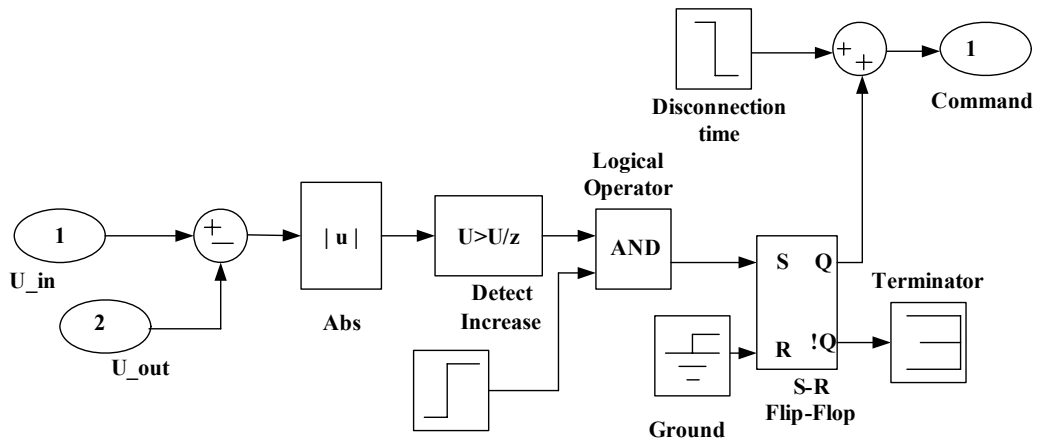 1
Command
Disconnection
time
Logical
Operator
1
U_in
| u |
Abs
U>U/z
Detect
Increase
AND
S Q
R !Q
S-R
Flip-Flop
Terminator
2
U_out
Ground